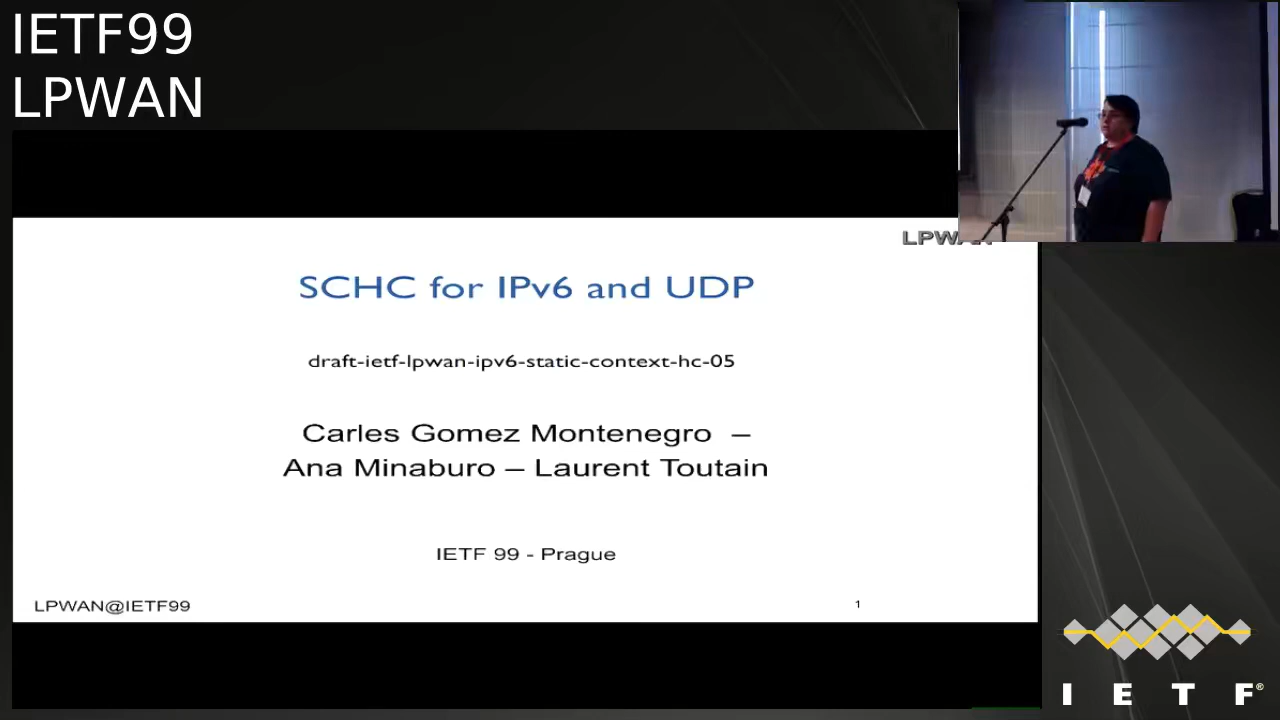 IETF99
LPWAN
LPWAN
SCHC for IPv6 and UDP
draft-ietf-lpwan-ipv6-static-context-hc-05
Carles Gomez Montenegro –
Ana Minaburo – Laurent Toutain
IETF 99 - Prague
LPWAN@IETF99
1
I E T F®